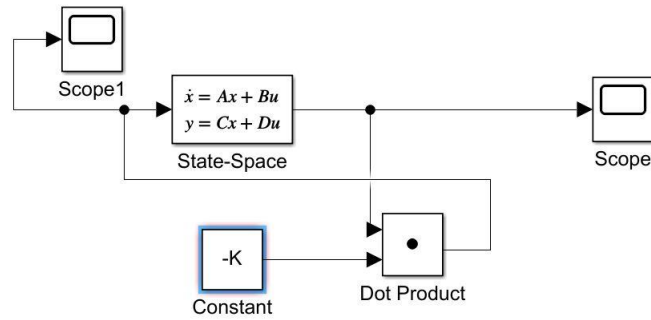 Scope1
ẋ = Ax + Bu
y = Cx + Du
State-Space
Scope
-K
Constant
Dot Product